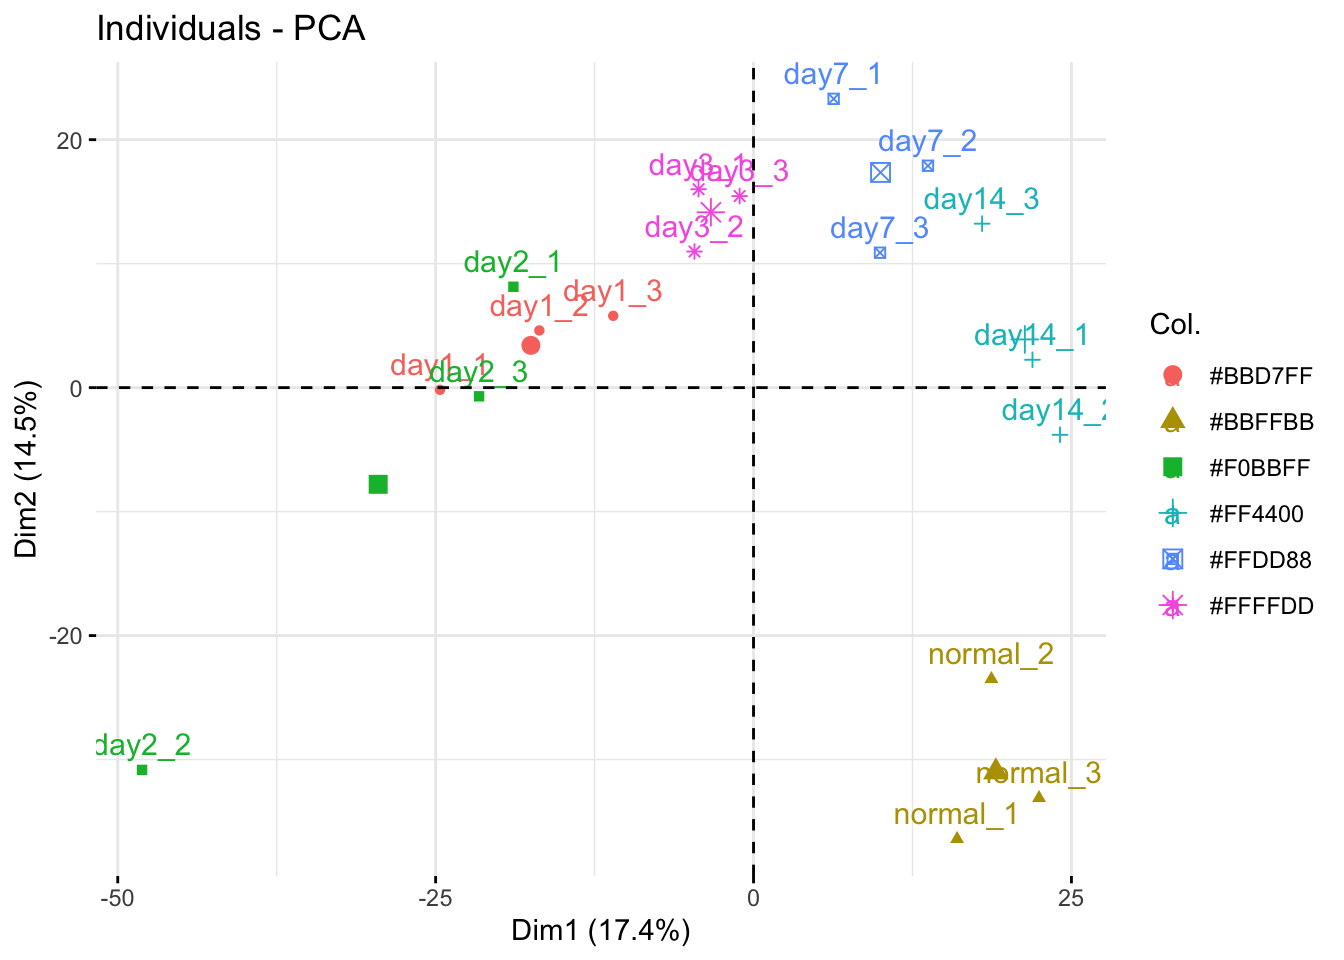 Individuals - PCA
day7_1
day7_2
day3_1
day3_3
day14_3
day3_2
day7_3
day2_1
day1_3
day1_2
day14_1
day1_1
day2_3
day14_2
normal_2
day2_2
normal_3
normal_1
20
0
-20
-50
-25
0
25
Dim1 (17.4%)
Dim2 (14.5%)
Col.
a #BBD7FF
a #BBFFBB
a #F0BBFF
a #FF4400
a #FFDD88
a #FFFFDD